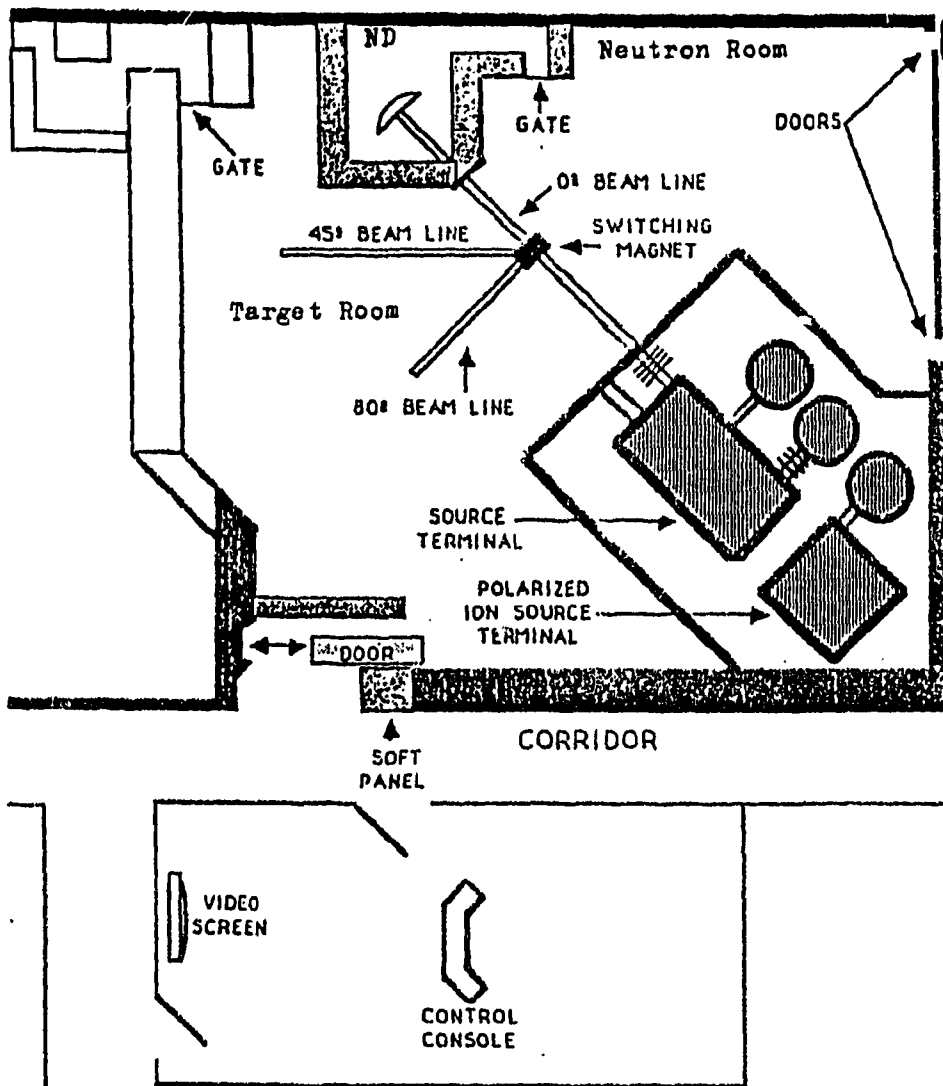 ND
Neutron Room
GATE
DOORS
GATE
0° BEAM LINE
45° BEAM LINE
SWITCHING
MAGNET
Target Room
80° BEAM LINE
SOURCE
TERMINAL
POLARIZED
ION SOURCE
TERMINAL
DOOR
CORRIDOR
SOFT
PANEL
VIDEO
SCREEN
CONTROL
CONSOLE